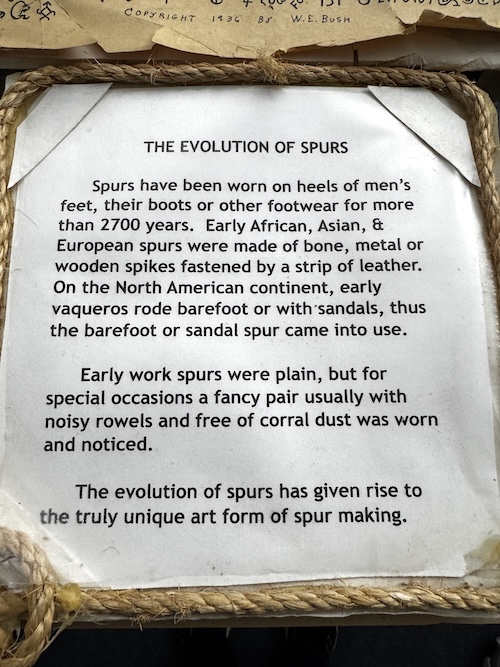 COPYRIGHT 1936 BY W.E. BUSH
THE EVOLUTION OF SPURS
Spurs have been worn on heels of men's
feet, their boots or other footwear for more
than 2700 years. Early African, Asian, &
European spurs were made of bone, metal or
wooden spikes fastened by a strip of leather.
On the North American continent, early
vaqueros rode barefoot or with sandals, thus
the barefoot or sandal spur came into use.
Early work spurs were plain, but for
special occasions a fancy pair usually with
noisy rowels and free of corral dust was worn
and noticed.
The evolution of spurs has given rise to
the truly unique art form of spur making.